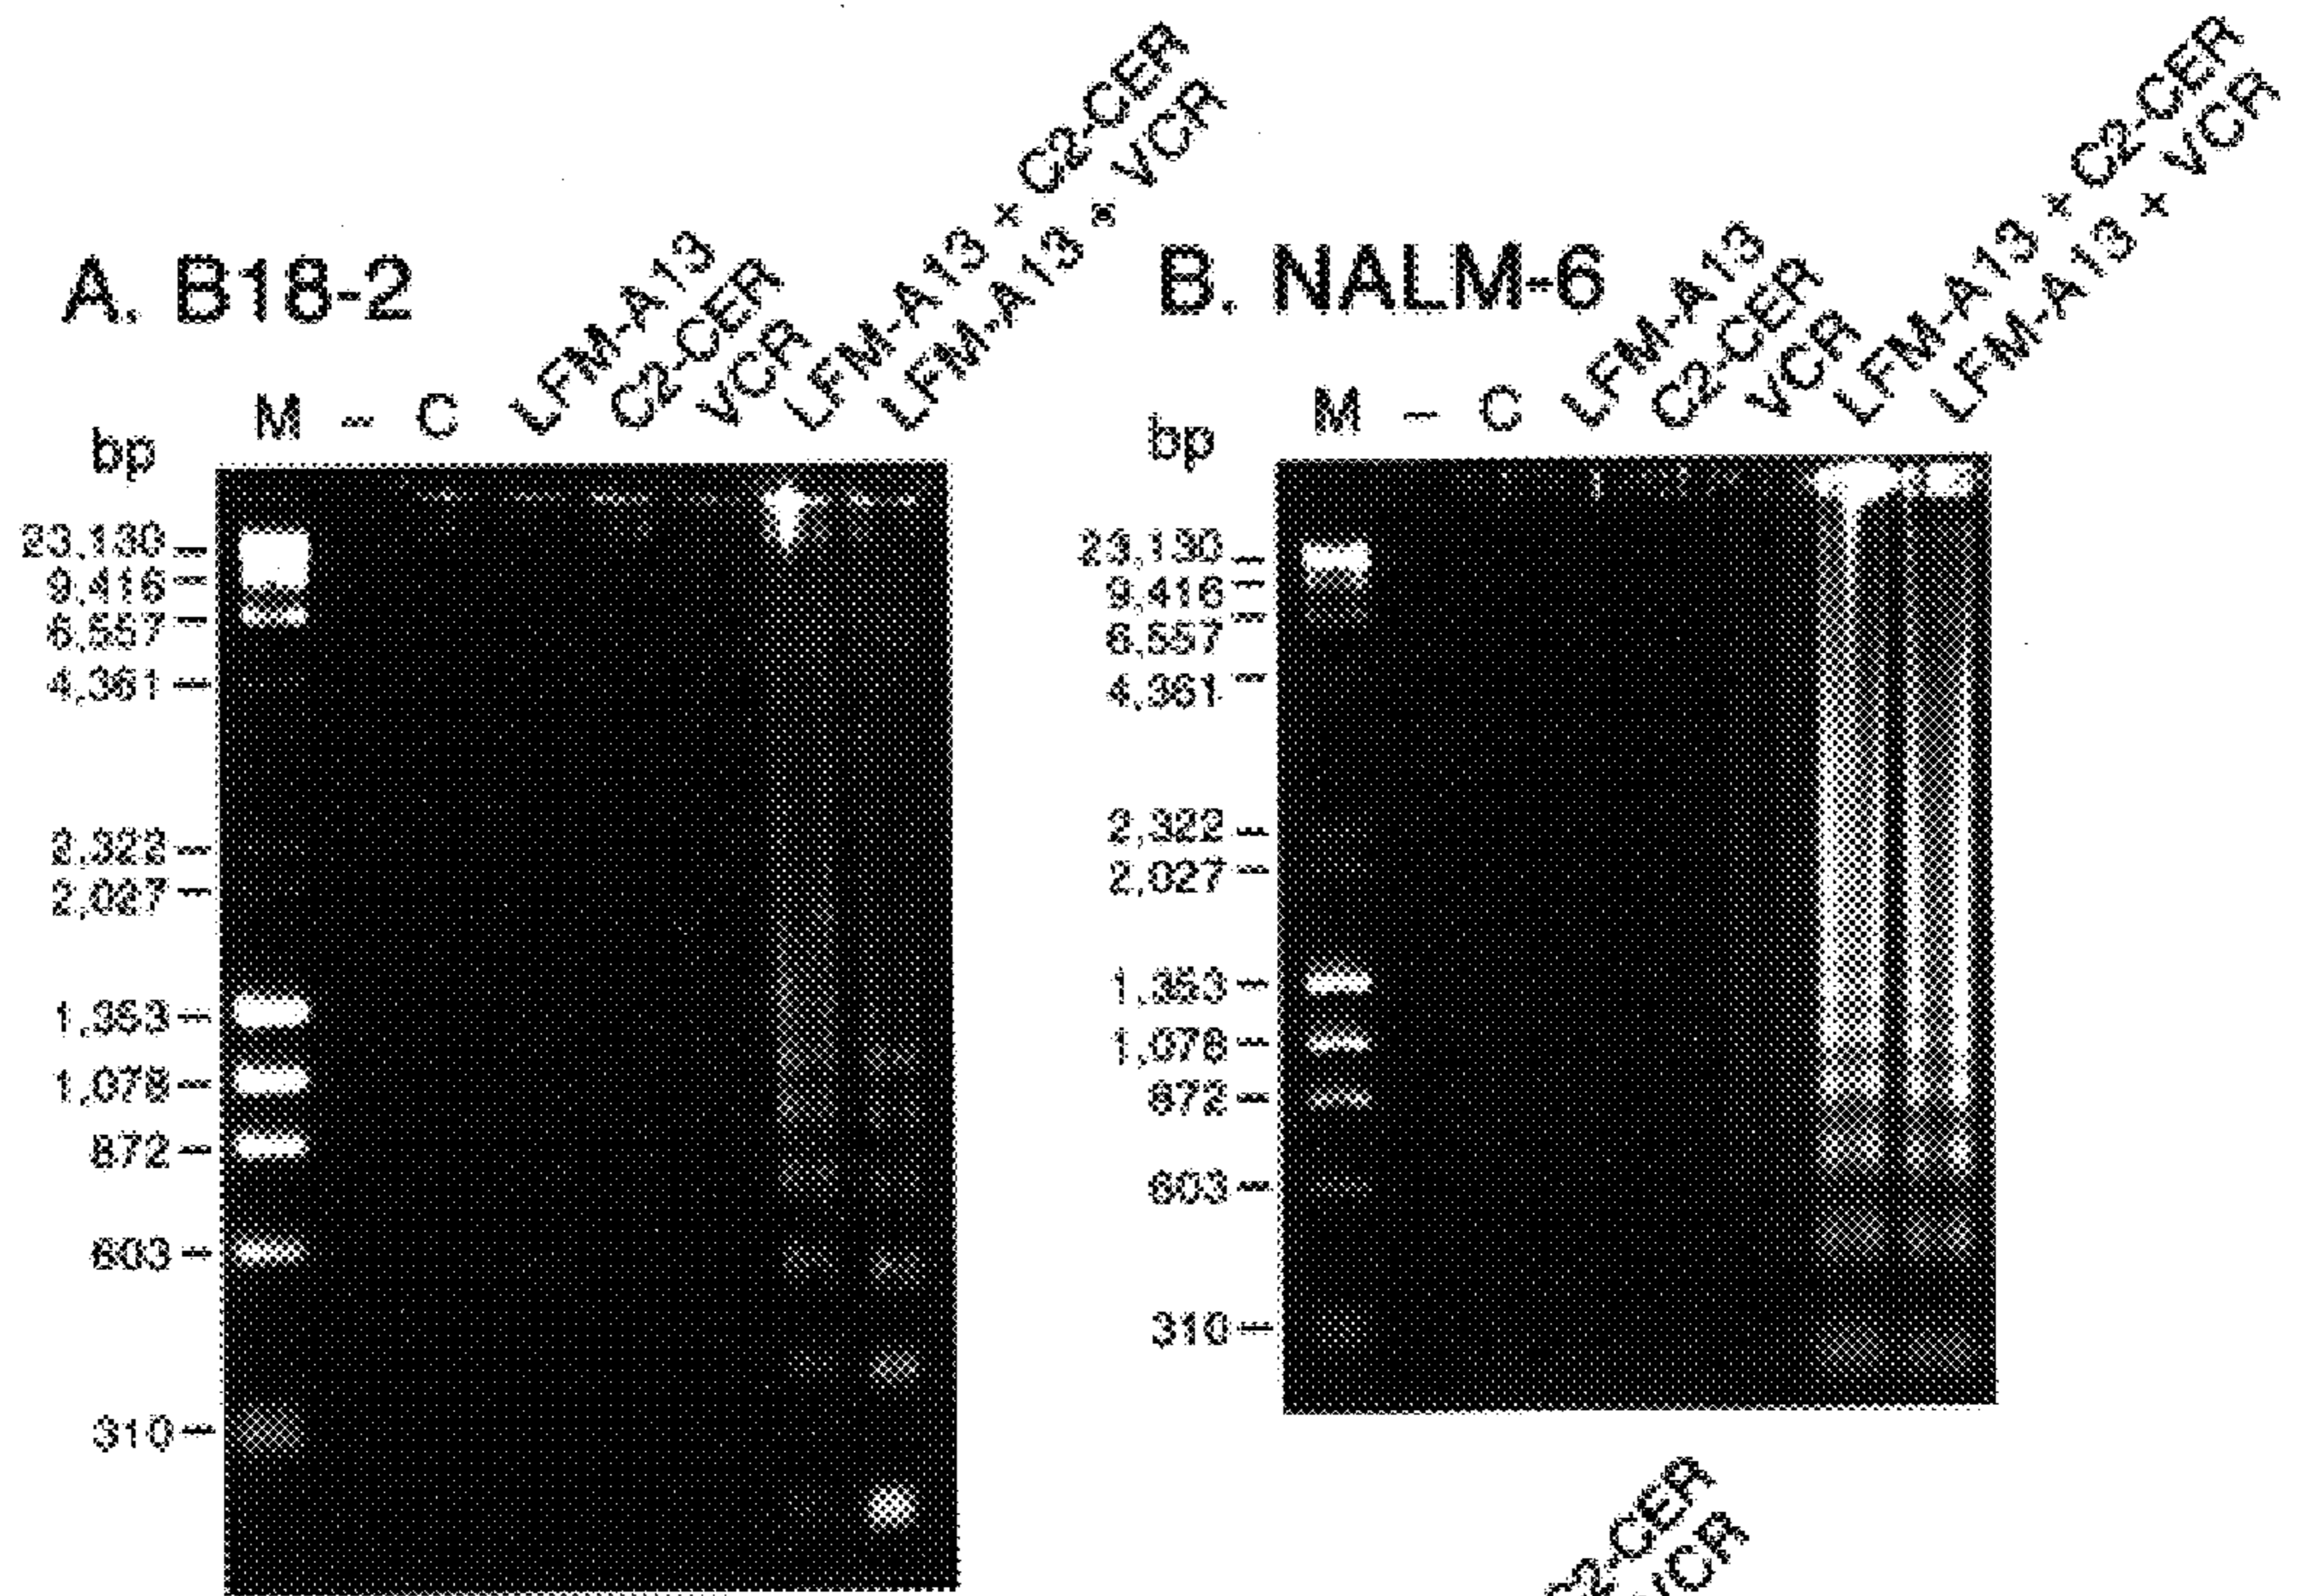 A. B18-2
bp
M – C LFM-A13 C2-CER VCR LFM-A13 + C2-CER LFM-A13 + VCR
23,130
9,416
6,557
4,361
2,322
2,027
1,353
1,078
872
603
310
B. NALM-6
bp
M – C LFM-A13 C2-CER VCR LFM-A13 + C2-CER LFM-A13 + VCR
23,130
9,416
6,557
4,361
2,322
2,027
1,353
1,078
872
603
310
C2-CER
VCR